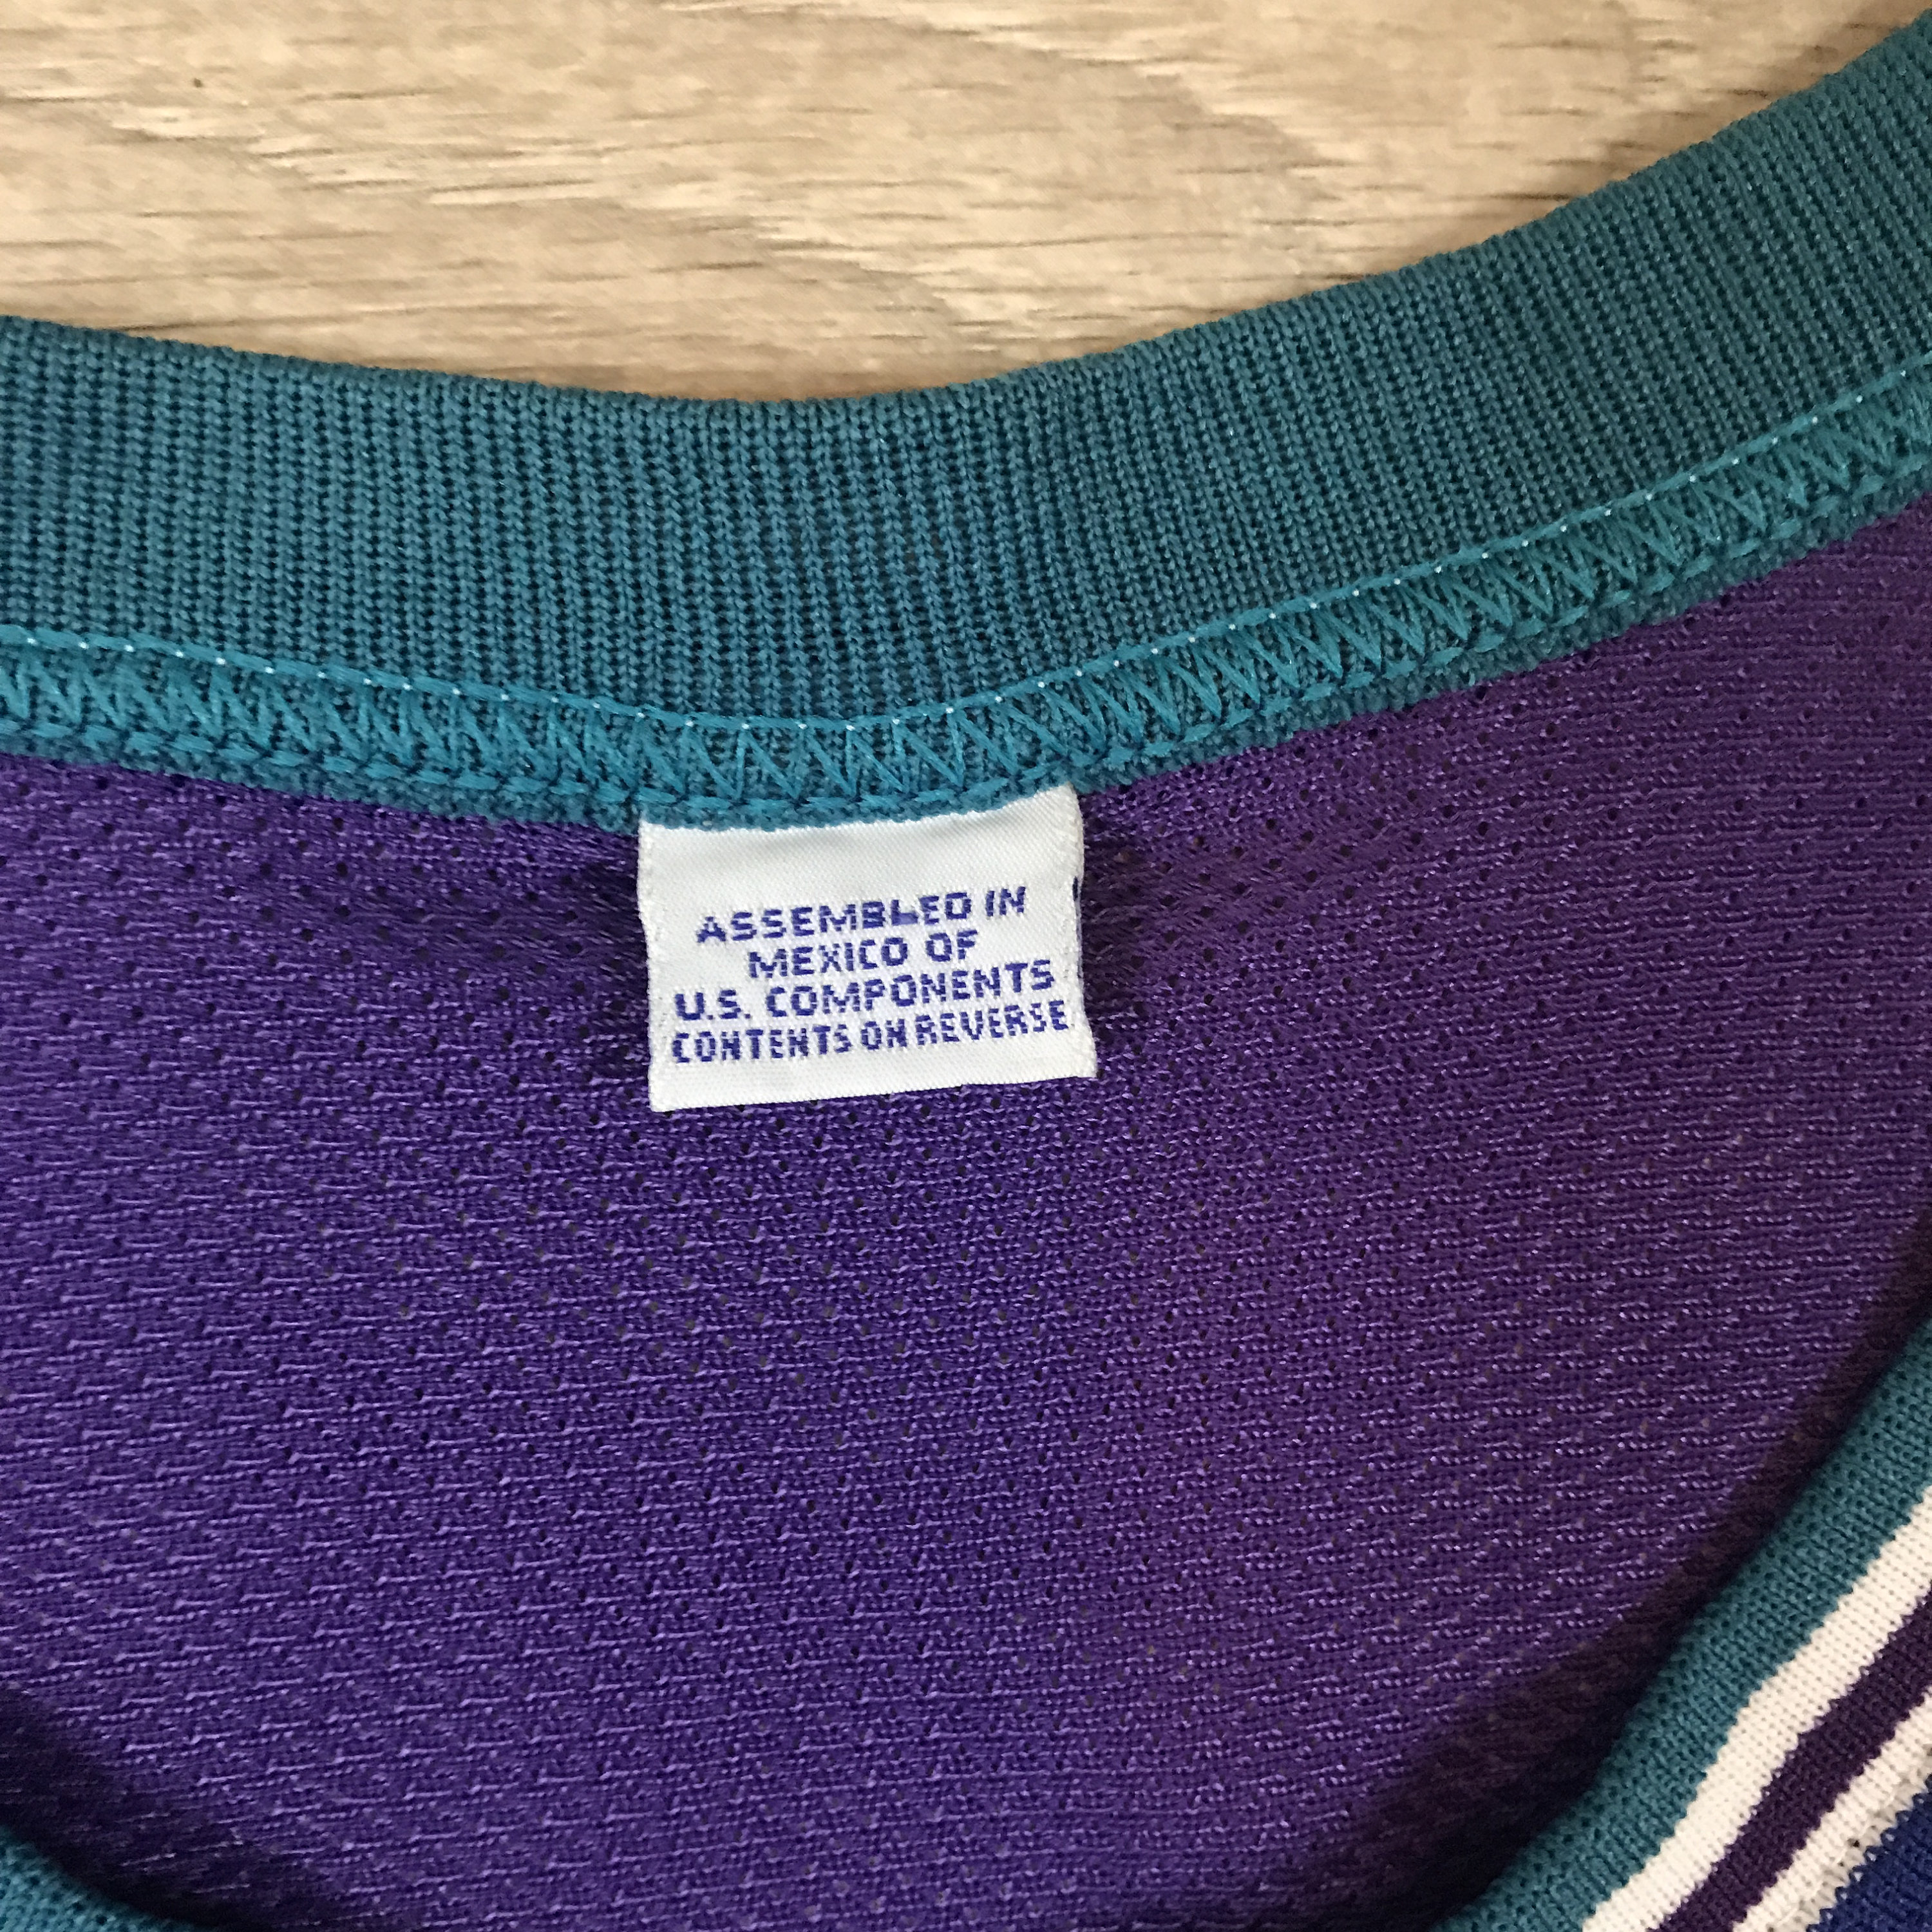 ASSEMBLED IN
MEXICO OF
U.S. COMPONENTS
CONTENTS ON REVERSE